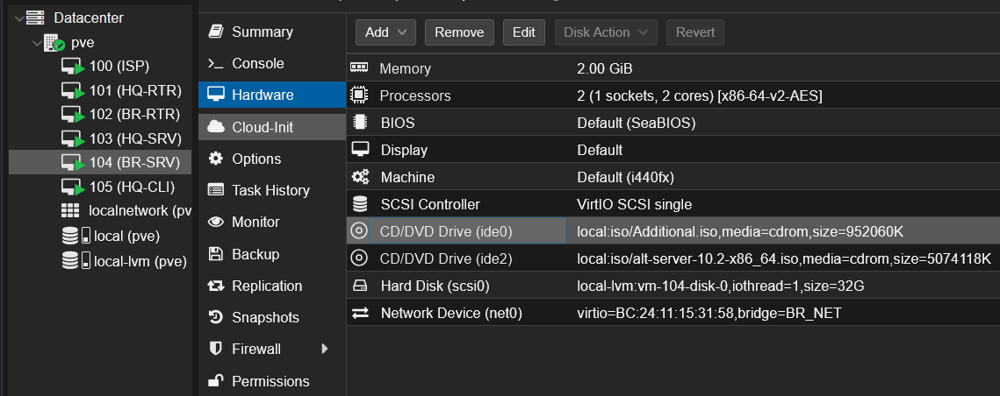 Datacenter
pve
100 (ISP)
101 (HQ-RTR)
102 (BR-RTR)
103 (HQ-SRV)
104 (BR-SRV)
105 (HQ-CLI)
localnetwork (pv
local (pve)
local-lvm (pve)
Summary
Console
Hardware
Cloud-Init
Options
Task History
Monitor
Backup
Replication
Snapshots
Firewall
Permissions
Add Remove Edit Disk Action Revert
Memory 2.00 GiB
Processors 2 (1 sockets, 2 cores) [x86-64-v2-AES]
BIOS Default (SeaBIOS)
Display Default
Machine Default (i440fx)
SCSI Controller VirtIO SCSI single
CD/DVD Drive (ide0) local:iso/Additional.iso,media=cdrom,size=952060K
CD/DVD Drive (ide2) local:iso/alt-server-10.2-x86_64.iso,media=cdrom,size=5074118K
Hard Disk (scsi0) local-lvm:vm-104-disk-0,iothread=1,size=32G
Network Device (net0) virtio=BC:24:11:15:31:58,bridge=BR_NET